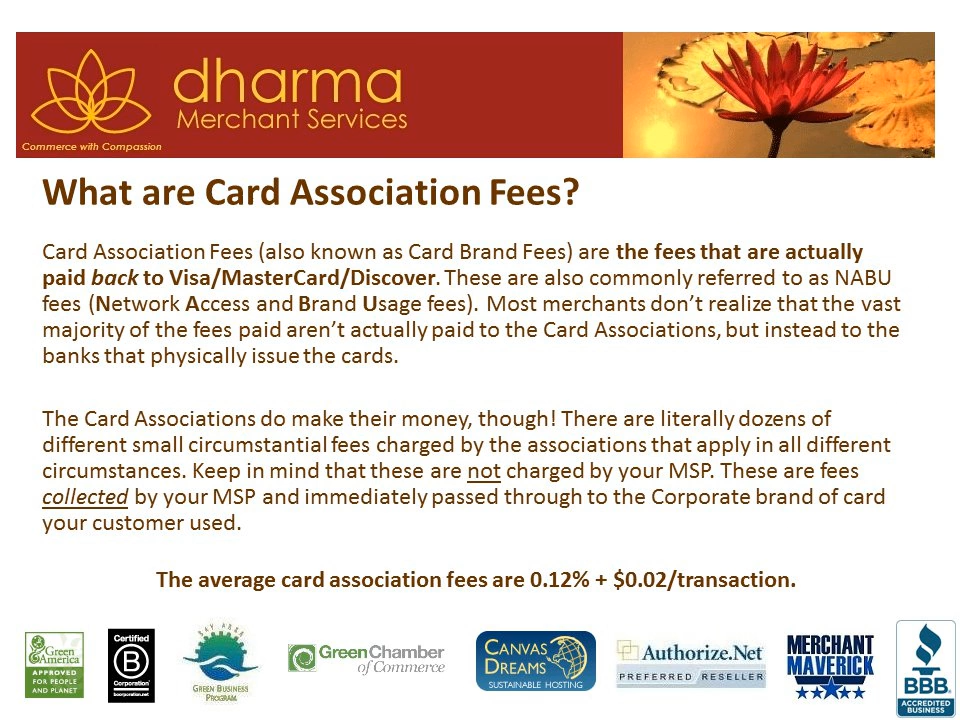 dharma
Merchant Services
Commerce with Compassion
What are Card Association Fees?
Card Association Fees (also known as Card Brand Fees) are the fees that are actually
paid back to Visa/MasterCard/Discover. These are also commonly referred to as NABU
fees (Network Access and Brand Usage fees). Most merchants don’t realize that the vast
majority of the fees paid aren’t actually paid to the Card Associations, but instead to the
banks that physically issue the cards.
The Card Associations do make their money, though! There are literally dozens of
different small circumstantial fees charged by the associations that apply in all different
circumstances. Keep in mind that these are not charged by your MSP. These are fees
collected by your MSP and immediately passed through to the Corporate brand of card
your customer used.
The average card association fees are 0.12% + $0.02/transaction.
Green
America
APPROVED
FOR PEOPLE
AND PLANET
Certified
B
Corporation
bcorporation.net
BAY AREA
GREEN BUSINESS
PROGRAM
GreenChamber
of Commerce
CANVAS
DREAMS
SUSTAINABLE HOSTING
Authorize.Net
PREFERRED RESELLER
MERCHANT
MAVERICK
BBB
ACCREDITED
BUSINESS